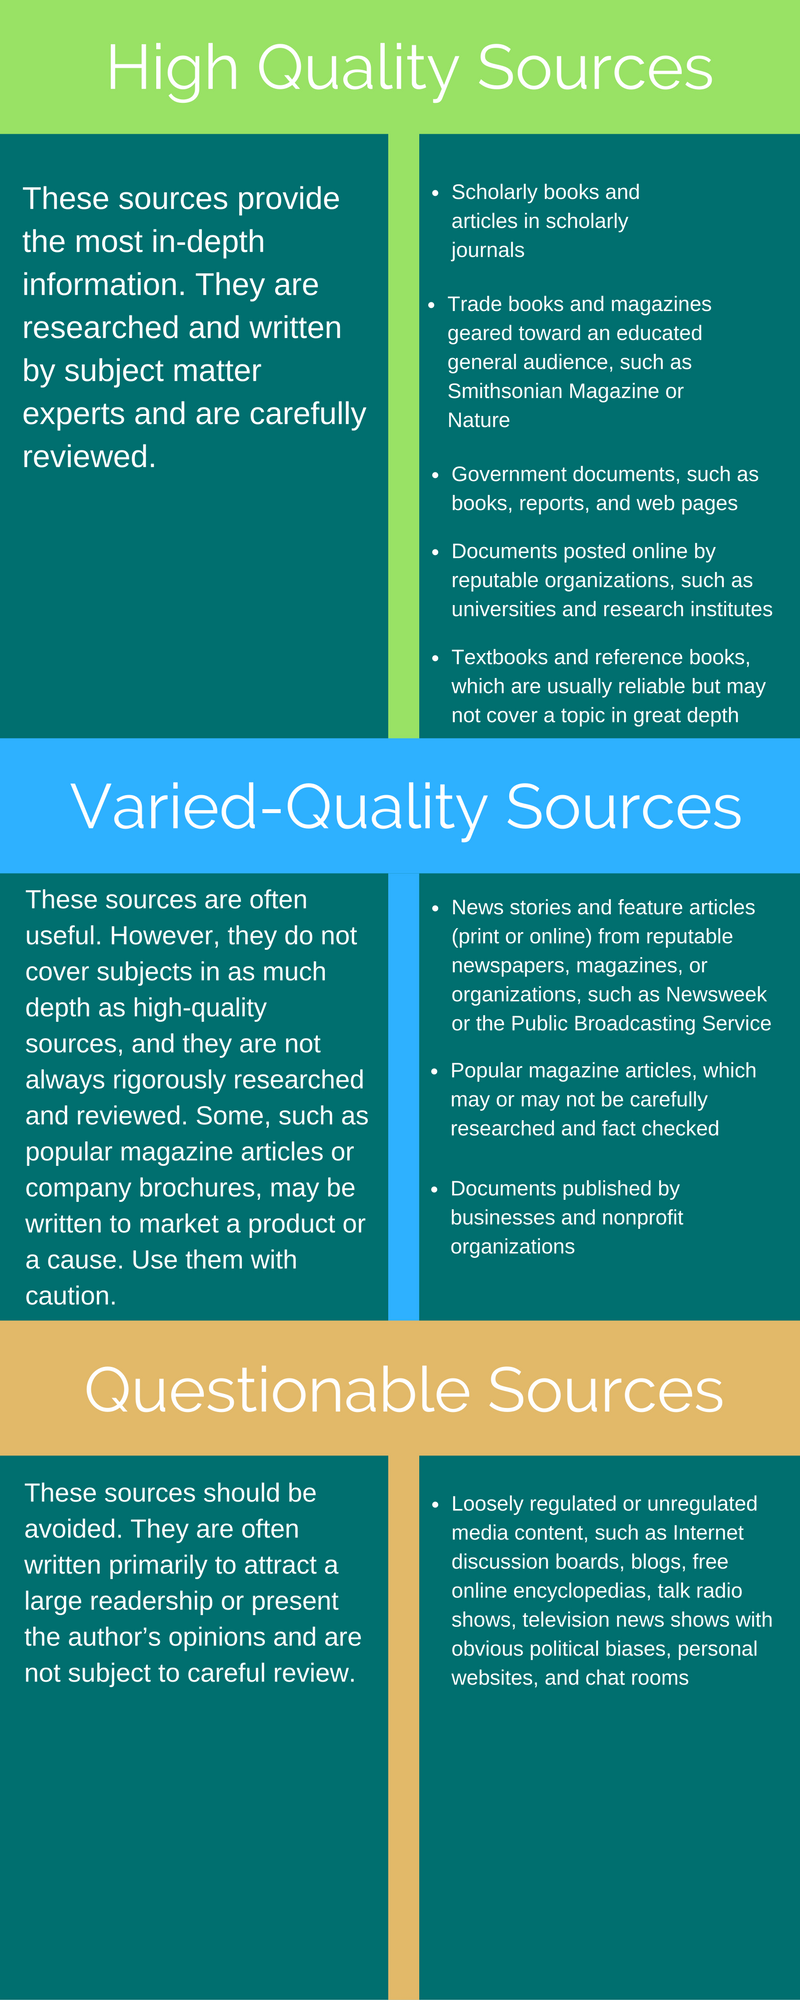 High Quality Sources
These sources provide
the most in-depth
information. They are
researched and written
by subject matter
experts and are carefully
reviewed.
• Scholarly books and
articles in scholarly
journals
• Trade books and magazines
geared toward an educated
general audience, such as
Smithsonian Magazine or
Nature
• Government documents, such as
books, reports, and web pages
• Documents posted online by
reputable organizations, such as
universities and research institutes
• Textbooks and reference books,
which are usually reliable but may
not cover a topic in great depth
Varied-Quality Sources
These sources are often
useful. However, they do not
cover subjects in as much
depth as high-quality
sources, and they are not
always rigorously researched
and reviewed. Some, such as
popular magazine articles or
company brochures, may be
written to market a product or
a cause. Use them with
caution.
• News stories and feature articles
(print or online) from reputable
newspapers, magazines, or
organizations, such as Newsweek
or the Public Broadcasting Service
• Popular magazine articles, which
may or may not be carefully
researched and fact checked
• Documents published by
businesses and nonprofit
organizations
Questionable Sources
These sources should be
avoided. They are often
written primarily to attract a
large readership or present
the author’s opinions and are
not subject to careful review.
• Loosely regulated or unregulated
media content, such as Internet
discussion boards, blogs, free
online encyclopedias, talk radio
shows, television news shows with
obvious political biases, personal
websites, and chat rooms